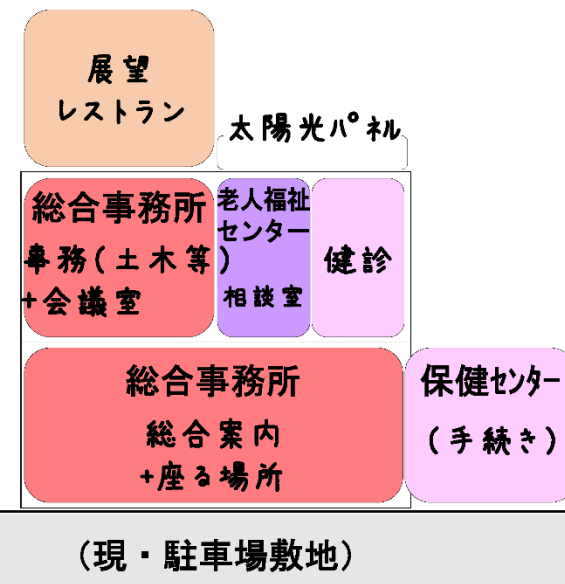 展望
レストラン
太陽光パネル
総合事務所
事務(土木等)
+会議室
老人福祉
センター
相談室
健診
総合事務所
総合案内
+座る場所
保健センター
(手続き)
(現・駐車場敷地)